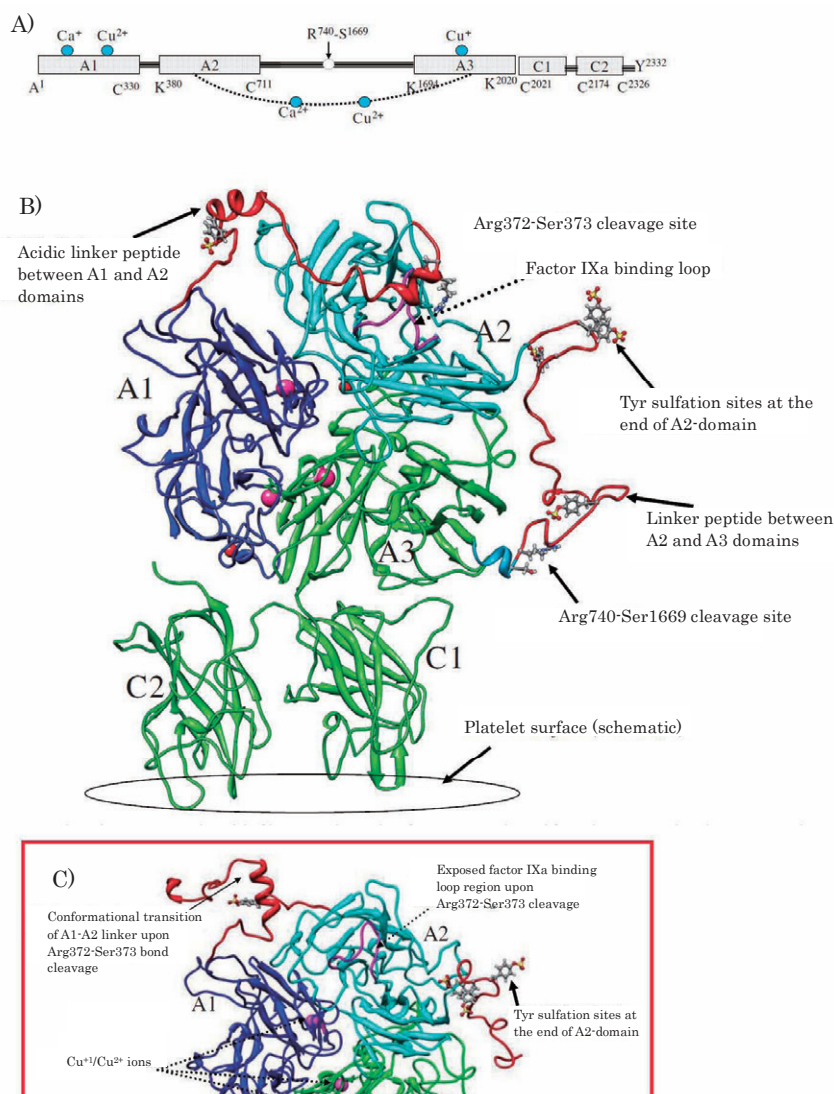 A)
Ca⁺ Cu²⁺ R⁷⁴⁰-S¹⁶⁶⁹ Cu⁺
A1 A2 A3 C1 C2 Y²³³²
A¹ C³³⁰ K³⁸⁰ C⁷¹¹ K¹⁶⁹⁴ K²⁰²⁰ C²⁰²¹ C²¹⁷⁴ C²³²⁶
Ca²⁺ Cu²⁺
B)
Acidic linker peptide
between A1 and A2
domains
Arg372-Ser373 cleavage site
Factor IXa binding loop
A2
A1
Tyr sulfation sites at the
end of A2-domain
Linker peptide between
A2 and A3 domains
A3
Arg740-Ser1669 cleavage site
C2
C1
Platelet surface (schematic)
C)
Conformational transition
of A1-A2 linker upon
Arg372-Ser373 bond
cleavage
Exposed factor IXa binding
loop region upon
Arg372-Ser373 cleavage
A2
A1
Tyr sulfation sites at
the end of A2-domain
Cu⁺¹/Cu²⁺ ions